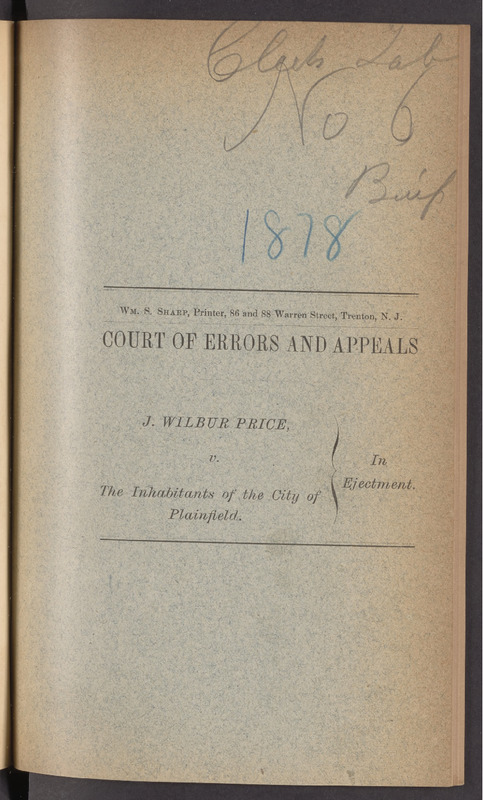 No 6
Brief
1878
WM. S. SHARP, Printer, 86 and 88 Warren Street, Trenton, N. J.
COURT OF ERRORS AND APPEALS
J. WILBUR PRICE,
v.
The Inhabitants of the City of
Plainfield.
In
Ejectment.